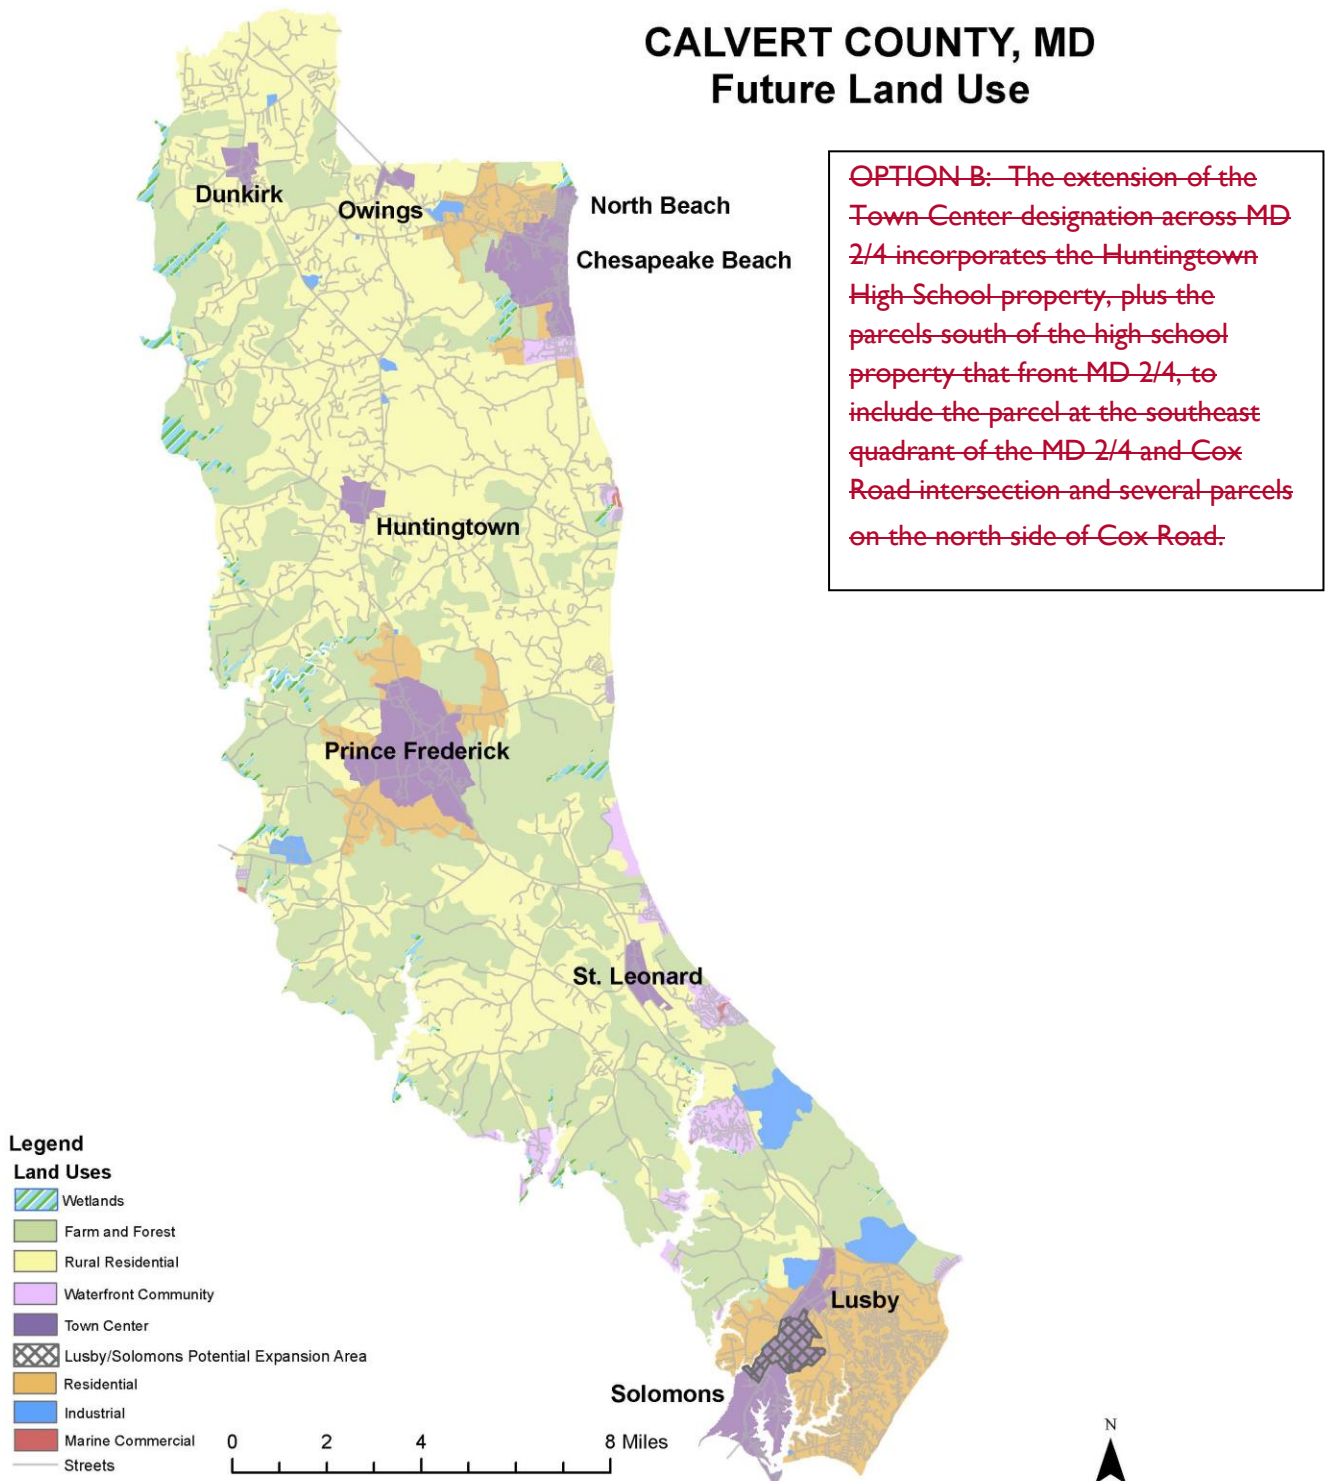 CALVERT COUNTY, MD
Future Land Use
OPTION B: The extension of the
Town Center designation across MD
2/4 incorporates the Huntingtown
High School property, plus the
parcels south of the high school
property that front MD 2/4, to
include the parcel at the southeast
quadrant of the MD 2/4 and Cox
Road intersection and several parcels
on the north side of Cox Road.
Dunkirk
Owings
North Beach
Chesapeake Beach
Huntingtown
Prince Frederick
St. Leonard
Lusby
Solomons
Legend
Land Uses
Wetlands
Farm and Forest
Rural Residential
Waterfront Community
Town Center
Lusby/Solomons Potential Expansion Area
Residential
Industrial
Marine Commercial
Streets
0 2 4 8 Miles
N